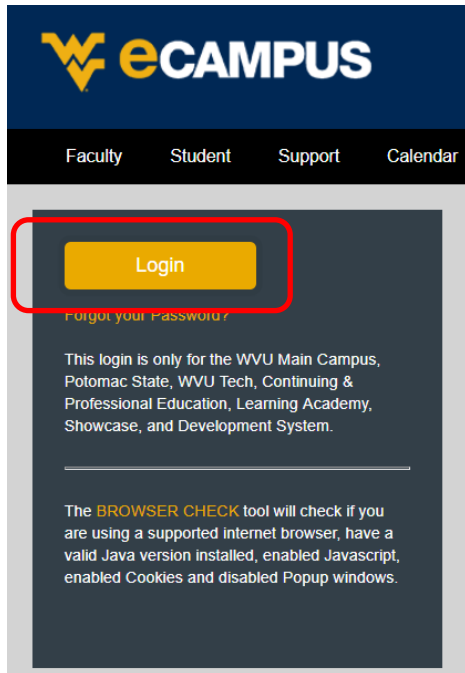 eCAMPUS
Faculty Student Support Calendar
Login
Forgot your Password?
This login is only for the WVU Main Campus,
Potomac State, WVU Tech, Continuing &
Professional Education, Learning Academy,
Showcase, and Development System.
The BROWSER CHECK tool will check if you
are using a supported internet browser, have a
valid Java version installed, enabled Javascript,
enabled Cookies and disabled Popup windows.